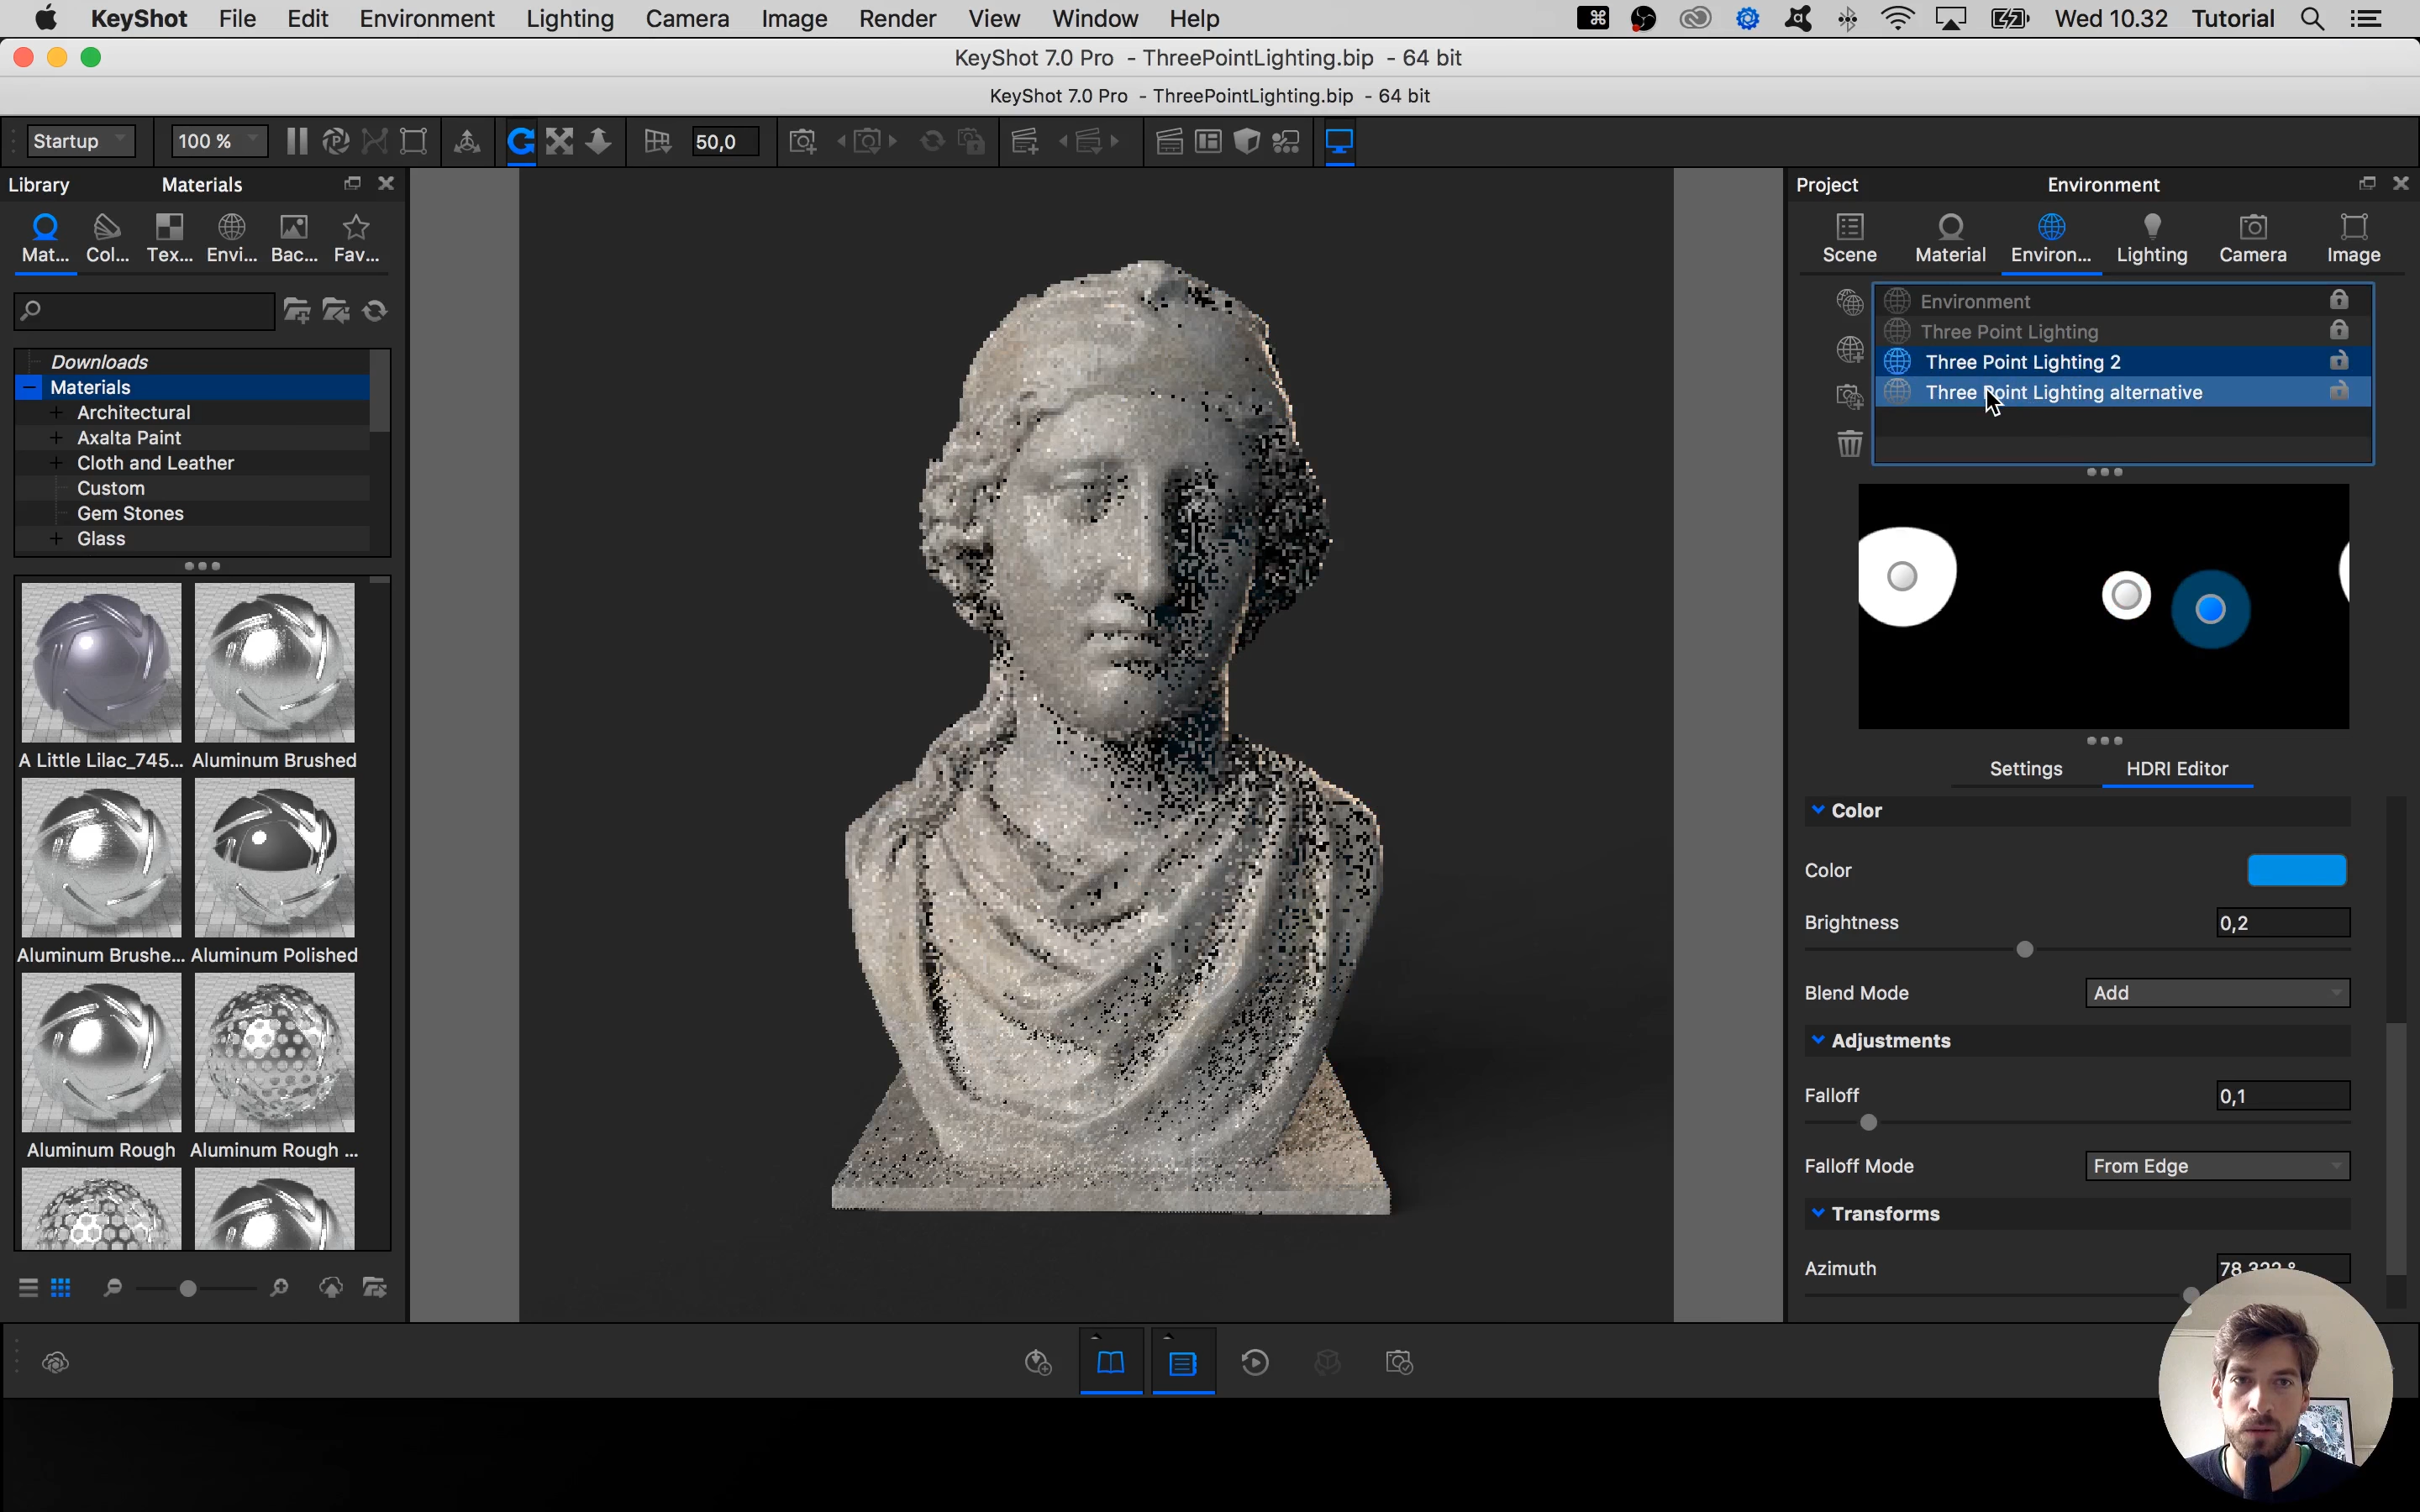 KeyShot File Edit Environment Lighting Camera Image Render View Window Help
Wed 10.32 Tutorial
KeyShot 7.0 Pro - ThreePointLighting.bip - 64 bit
KeyShot 7.0 Pro - ThreePointLighting.bip - 64 bit
Startup
100 %
50,0
Library
Materials
Mat... Col... Tex... Envi... Bac... Fav...
Downloads
Materials
Architectural
Axalta Paint
Cloth and Leather
Custom
Gem Stones
Glass
A Little Lilac_745... Aluminum Brushed
Aluminum Brushe... Aluminum Polished
Aluminum Rough Aluminum Rough ...
Project
Environment
Scene Material Environ... Lighting Camera Image
Environment
Three Point Lighting
Three Point Lighting 2
Three Point Lighting alternative
Settings HDRI Editor
Color
Color
Brightness 0,2
Blend Mode Add
Adjustments
Falloff 0,1
Falloff Mode From Edge
Transforms
Azimuth 78,322 °